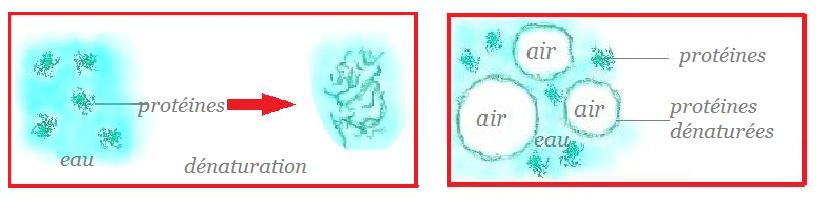 protéines
eau
dénaturation
air
protéines
air
air
protéines
dénaturées
eau